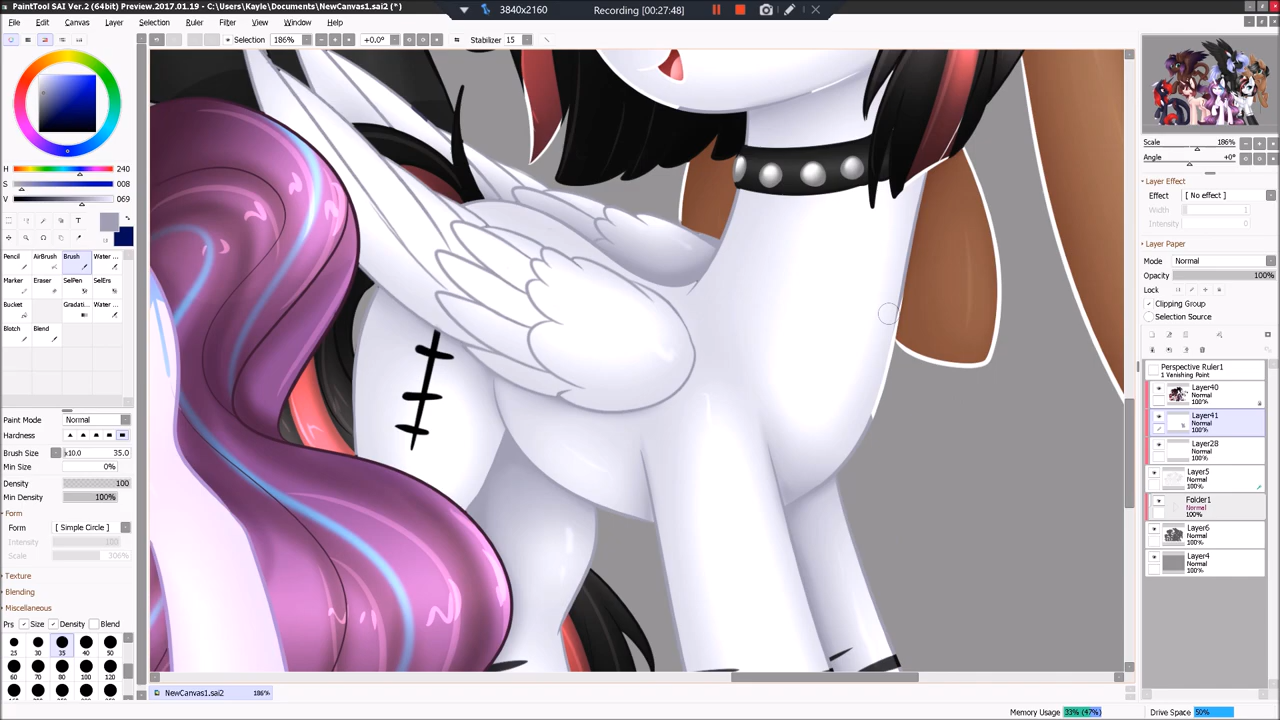 PaintTool SAI Ver.2 (64bit) Preview.2017.01.19 - C:\Users\Kayle\Documents\NewCanvas1.sai2 (*)
3840x2160
Recording [00:27:48]
File Edit Canvas Layer Selection Ruler Filter View Window Help
Selection 186% +0.0° Stabilizer 15
H 240
S 008
V 069
T
Pencil AirBrush Brush Water ...
Marker Eraser SelPen SelErs
Bucket Gradati... Water ...
Blotch Blend
Paint Mode Normal
Hardness
Brush Size x10.0 35.0
Min Size 0%
Density 100
Min Density 100%
Form
Form [ Simple Circle ]
Intensity 100
Scale 306%
Texture
Blending
Miscellaneous
Prs Size Density Blend
25 30 35 40 50
60 70 80 100 120
Scale 186%
Angle +0°
Layer Effect
Effect [ No effect ]
Width 1
Intensity 0
Layer Paper
Mode Normal
Opacity 100%
Lock
Clipping Group
Selection Source
Perspective Ruler1
1 Vanishing Point
Layer40
Normal
100%
Layer41
Normal
100%
Layer28
Normal
100%
Layer5
Normal
100%
Folder1
Normal
100%
Layer6
Normal
100%
Layer4
Normal
100%
NewCanvas1.sai2 186%
Memory Usage 33% (47%) Drive Space 50%